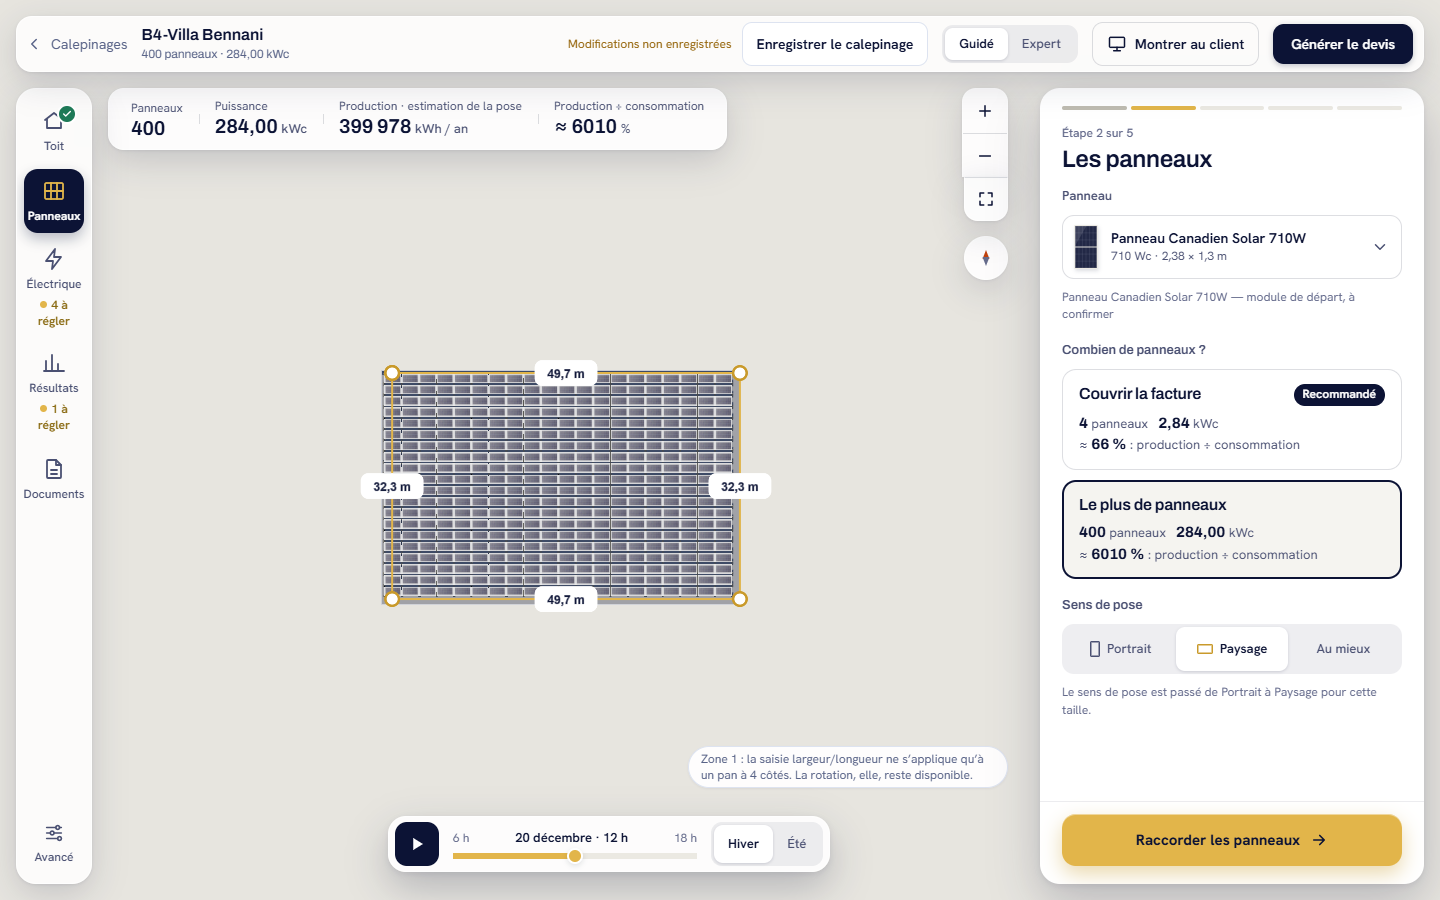 Calepinages
B4-Villa Bennani
400 panneaux · 284,00 kWc
Modifications non enregistrées
Enregistrer le calepinage
Guidé
Expert
Montrer au client
Générer le devis
Toit
Panneaux
Électrique
4 à
régler
Résultats
1 à
régler
Documents
Avancé
Panneaux
400
Puissance
284,00 kWc
Production · estimation de la pose
399 978 kWh / an
Production ÷ consommation
≈ 6010 %
49,7 m
32,3 m
32,3 m
49,7 m
Zone 1 : la saisie largeur/longueur ne s’applique qu’à
un pan à 4 côtés. La rotation, elle, reste disponible.
6 h
20 décembre · 12 h
18 h
Hiver
Été
Étape 2 sur 5
Les panneaux
Panneau
Panneau Canadien Solar 710W
710 Wc · 2,38 × 1,3 m
Panneau Canadien Solar 710W — module de départ, à
confirmer
Combien de panneaux ?
Couvrir la facture
Recommandé
4 panneaux 2,84 kWc
≈ 66 % : production ÷ consommation
Le plus de panneaux
400 panneaux 284,00 kWc
≈ 6010 % : production ÷ consommation
Sens de pose
Portrait
Paysage
Au mieux
Le sens de pose est passé de Portrait à Paysage pour cette
taille.
Raccorder les panneaux